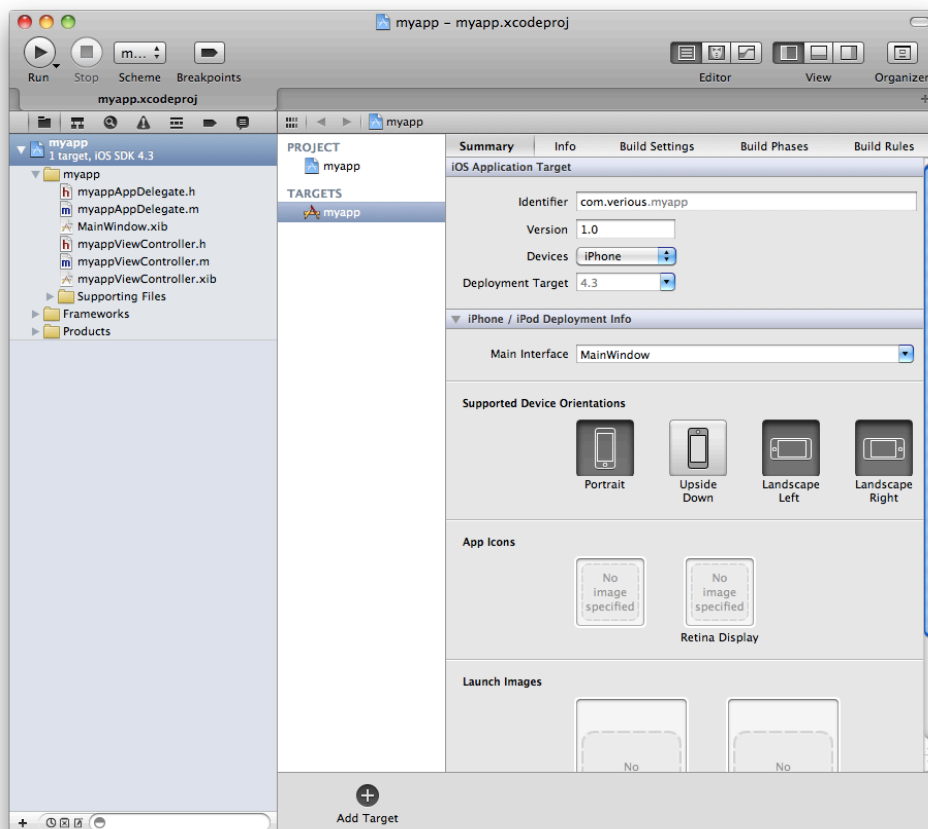 myapp – myapp.xcodeproj
m...
Run Stop Scheme Breakpoints
Editor View Organizer
myapp.xcodeproj
myapp
myapp
1 target, iOS SDK 4.3
myapp
h myappAppDelegate.h
m myappAppDelegate.m
MainWindow.xib
h myappViewController.h
m myappViewController.m
myappViewController.xib
Supporting Files
Frameworks
Products
PROJECT
myapp
TARGETS
myapp
Summary Info Build Settings Build Phases Build Rules
iOS Application Target
Identifier com.verious.myapp
Version 1.0
Devices iPhone
Deployment Target 4.3
iPhone / iPod Deployment Info
Main Interface MainWindow
Supported Device Orientations
Portrait
Upside
Down
Landscape
Left
Landscape
Right
App Icons
No
image
specified
No
image
specified
Retina Display
Launch Images
No
No
Add Target